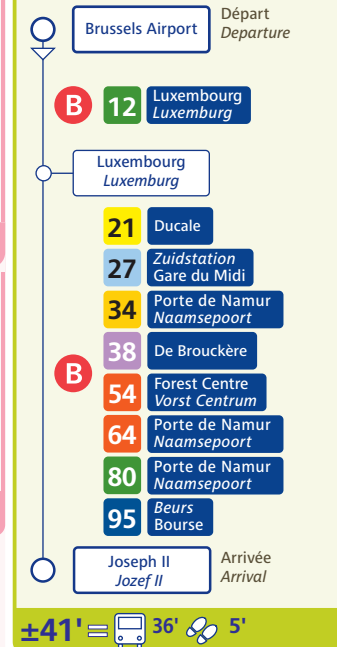 Brussels Airport
Départ
Departure
B
12
Luxembourg
Luxemburg
Luxembourg
Luxemburg
21
Ducale
27
Zuidstation
Gare du Midi
34
Porte de Namur
Naamsepoort
38
De Brouckère
B
54
Forest Centre
Vorst Centrum
64
Porte de Namur
Naamsepoort
80
Porte de Namur
Naamsepoort
95
Beurs
Bourse
Joseph II
Jozef II
Arrivée
Arrival
±41' = 36' 5'